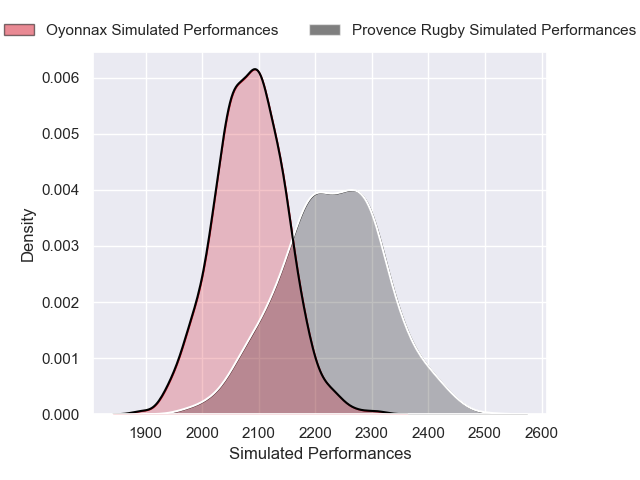 Oyonnax Simulated Performances
Provence Rugby Simulated Performances
0.006
0.005
0.004
0.003
0.002
0.001
0.000
Density
1900 2000 2100 2200 2300 2400 2500 2600
Simulated Performances